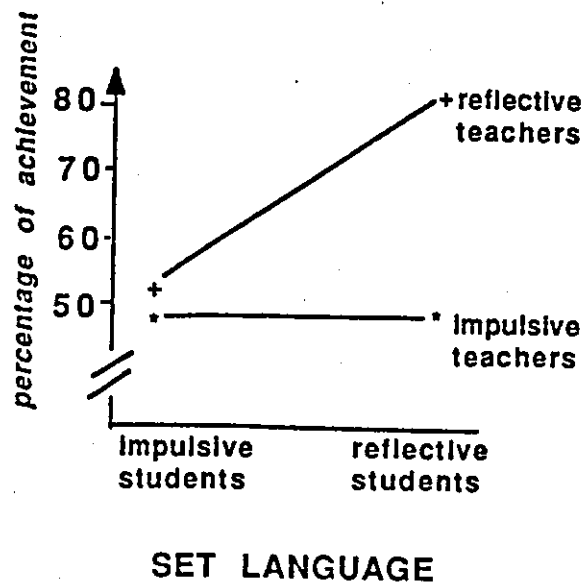 percentage of achievement
80
70
60
50
+reflective
teachers
+
*
*
Impulsive
teachers
Impulsive
students
reflective
students
SET LANGUAGE